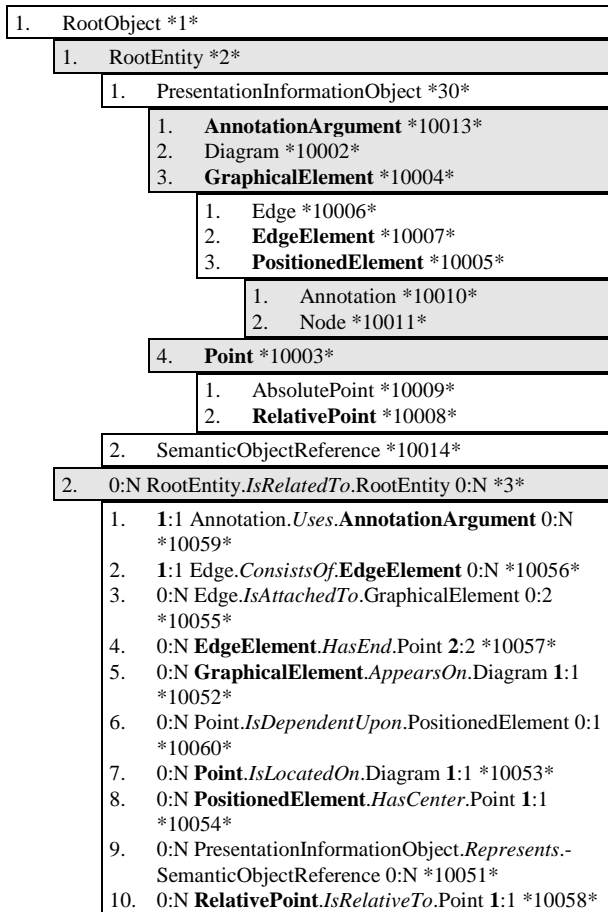 1. RootObject *1*
1. RootEntity *2*
1. PresentationInformationObject *30*
1. AnnotationArgument *10013*
2. Diagram *10002*
3. GraphicalElement *10004*
1. Edge *10006*
2. EdgeElement *10007*
3. PositionedElement *10005*
1. Annotation *10010*
2. Node *10011*
4. Point *10003*
1. AbsolutePoint *10009*
2. RelativePoint *10008*
2. SemanticObjectReference *10014*
2. 0:N RootEntity.IsRelatedTo.RootEntity 0:N *3*
1. 1:1 Annotation.Uses.AnnotationArgument 0:N
*10059*
2. 1:1 Edge.ConsistsOf.EdgeElement 0:N *10056*
3. 0:N Edge.IsAttachedTo.GraphicalElement 0:2
*10055*
4. 0:N EdgeElement.HasEnd.Point 2:2 *10057*
5. 0:N GraphicalElement.AppearsOn.Diagram 1:1
*10052*
6. 0:N Point.IsDependentUpon.PositionedElement 0:1
*10060*
7. 0:N Point.IsLocatedOn.Diagram 1:1 *10053*
8. 0:N PositionedElement.HasCenter.Point 1:1
*10054*
9. 0:N PresentationInformationObject.Represents.-
SemanticObjectReference 0:N *10051*
10. 0:N RelativePoint.IsRelativeTo.Point 1:1 *10058*